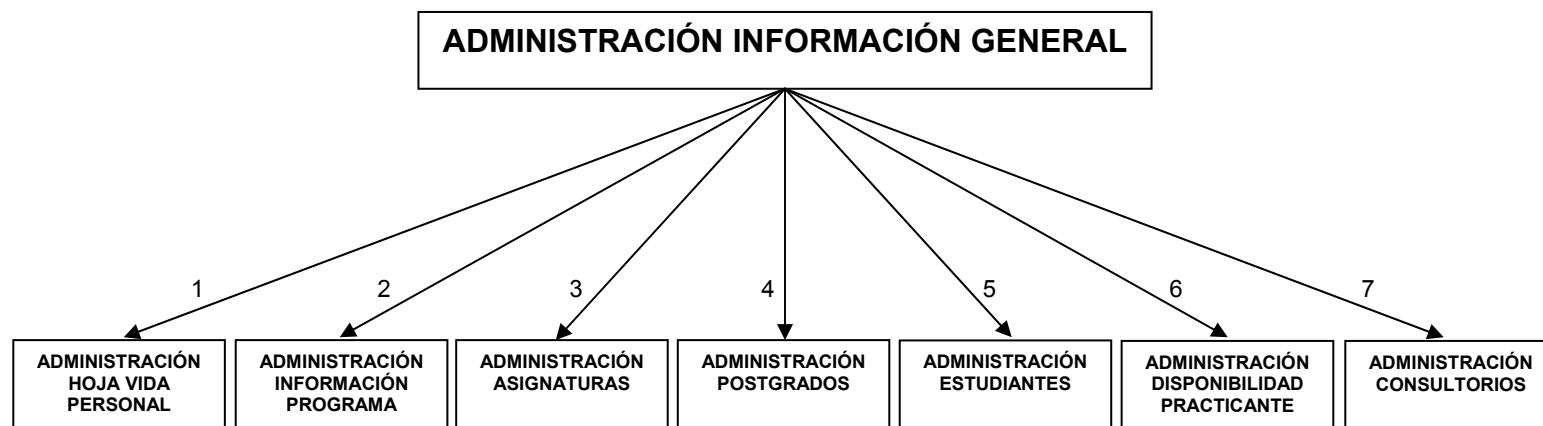 ADMINISTRACIÓN INFORMACIÓN GENERAL
1
2
3
4
5
6
7
ADMINISTRACIÓN
HOJA VIDA
PERSONAL
ADMINISTRACIÓN
INFORMACIÓN
PROGRAMA
ADMINISTRACIÓN
ASIGNATURAS
ADMINISTRACIÓN
POSTGRADOS
ADMINISTRACIÓN
ESTUDIANTES
ADMINISTRACIÓN
DISPONIBILIDAD
PRACTICANTE
ADMINISTRACIÓN
CONSULTORIOS